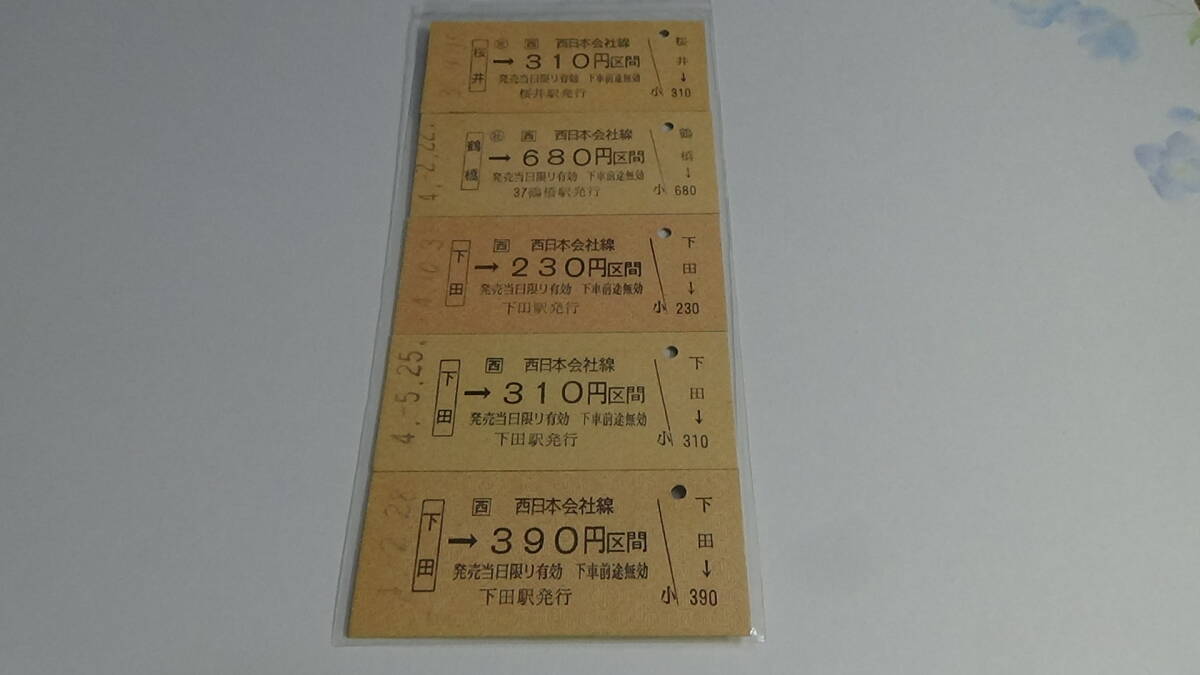 桜井
西 西日本会社線
→310円区間
発売当日限り有効 下車前途無効
桜井駅発行
桜井→
小 310
4.-2.22.
鶴橋
社 西 西日本会社線
→680円区間
発売当日限り有効 下車前途無効
37鶴橋駅発行
鶴橋↓
小 680
下田
西 西日本会社線
→230円区間
発売当日限り有効 下車前途無効
下田駅発行
下田↓
小 230
4.-5.25.
下田
西 西日本会社線
→310円区間
発売当日限り有効 下車前途無効
下田駅発行
下田↓
小 310
2.28
下田
西 西日本会社線
→390円区間
発売当日限り有効 下車前途無効
下田駅発行
下田↓
小 390